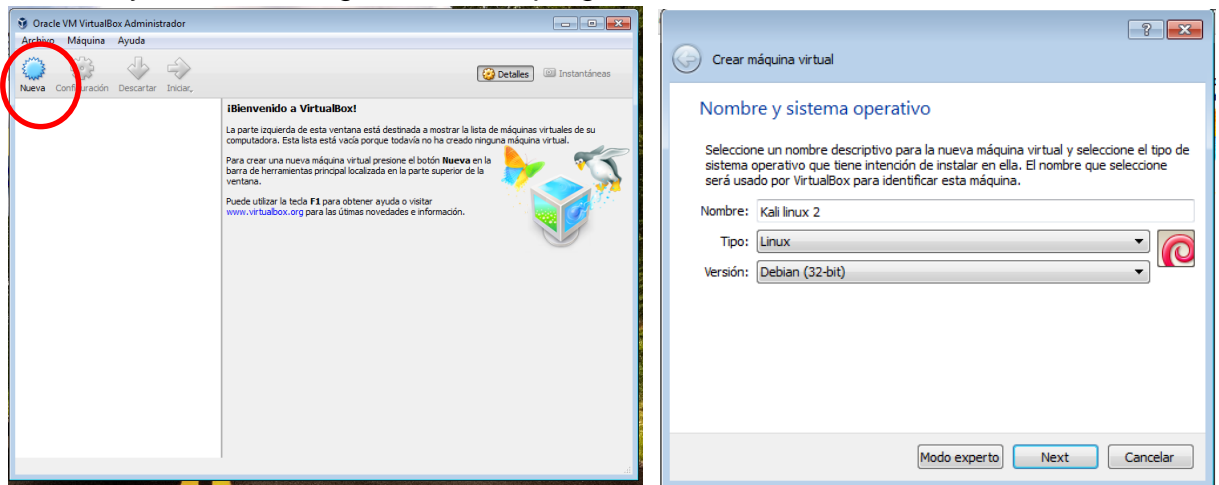 Oracle VM VirtualBox Administrador
Archivo Máquina Ayuda
Nueva Configuración Descartar Iniciar,
Detalles Instantáneas
¡Bienvenido a VirtualBox!
La parte izquierda de esta ventana está destinada a mostrar la lista de máquinas virtuales de su
computadora. Esta lista está vacía porque todavía no ha creado ninguna máquina virtual.
Para crear una nueva máquina virtual presione el botón Nueva en la
barra de herramientas principal localizada en la parte superior de la
ventana.
Puede utilizar la tecla F1 para obtener ayuda o visitar
www.virtualbox.org para las útimas novedades e información.
Crear máquina virtual
Nombre y sistema operativo
Seleccione un nombre descriptivo para la nueva máquina virtual y seleccione el tipo de
sistema operativo que tiene intención de instalar en ella. El nombre que seleccione
será usado por VirtualBox para identificar esta máquina.
Nombre: Kali linux 2
Tipo: Linux
Versión: Debian (32-bit)
Modo experto Next Cancelar